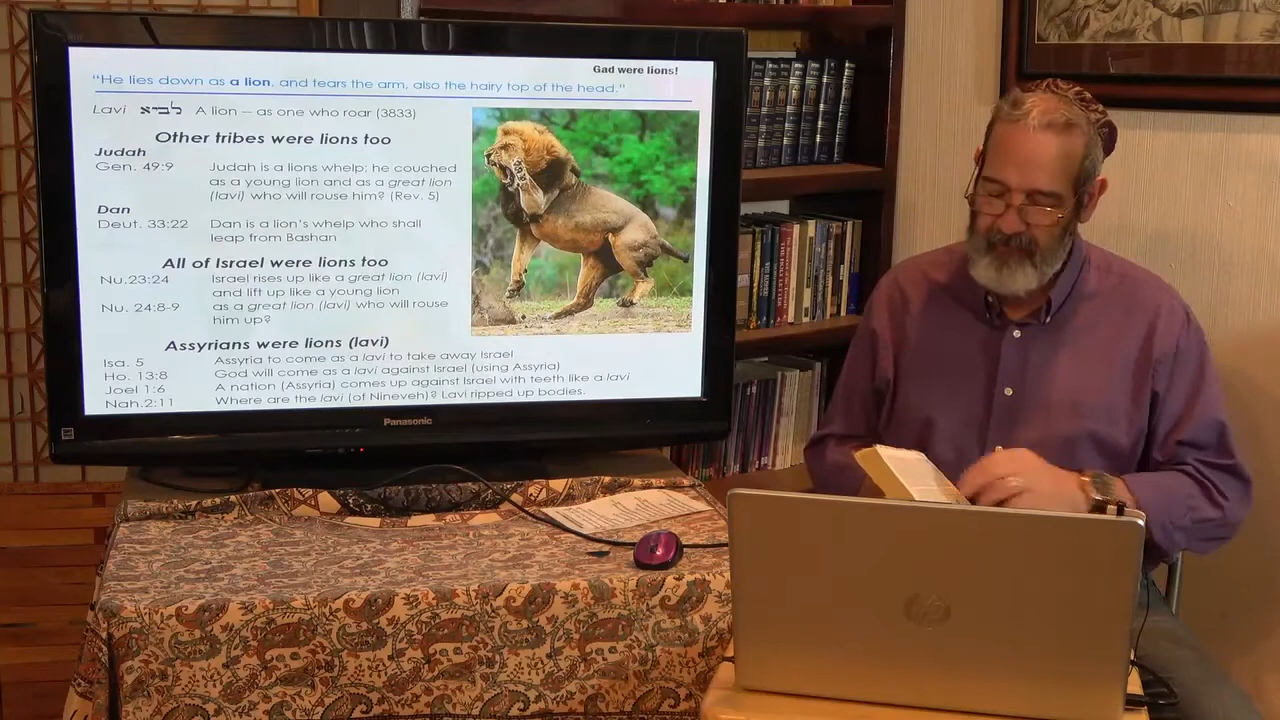 Gad were lions!
“He lies down as a lion, and tears the arm, also the hairy top of the head.”
Lavi לביא A lion – as one who roar (3833)
Other tribes were lions too
Judah
Gen. 49:9 Judah is a lions whelp; he couched
as a young lion and as a great lion
(lavi) who will rouse him? (Rev. 5)
Dan
Deut. 33:22 Dan is a lion’s whelp who shall
leap from Bashan
All of Israel were lions too
Nu.23:24 Israel rises up like a great lion (lavi)
and lift up like a young lion
Nu. 24:8-9 as a great lion (lavi) who will rouse
him up?
Assyrians were lions (lavi)
Isa. 5 Assyria to come as a lavi to take away Israel
Ho. 13:8 God will come as a lavi against Israel (using Assyria)
Joel 1:6 A nation (Assyria) comes up against Israel with teeth like a lavi
Nah.2:11 Where are the lavi (of Nineveh)? Lavi ripped up bodies.
Panasonic
hp